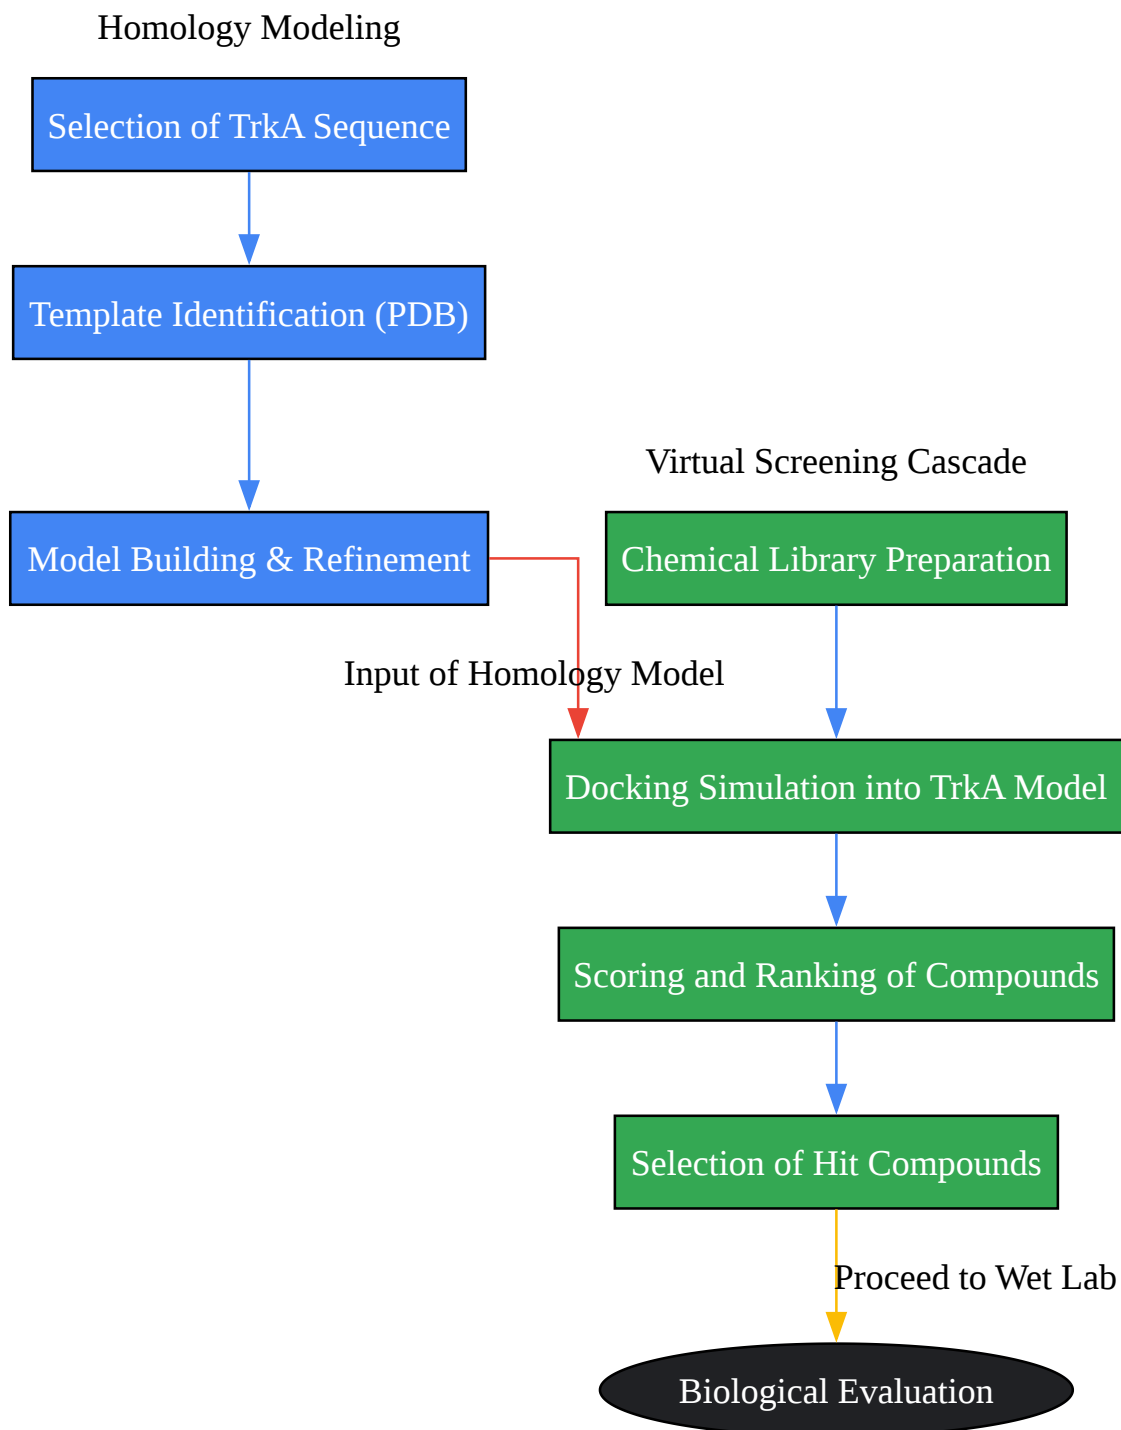 Homology Modeling
Selection of TrkA Sequence
Template Identification (PDB)
Model Building & Refinement
Virtual Screening Cascade
Chemical Library Preparation
Input of Homology Model
Docking Simulation into TrkA Model
Scoring and Ranking of Compounds
Selection of Hit Compounds
Proceed to Wet Lab
Biological Evaluation